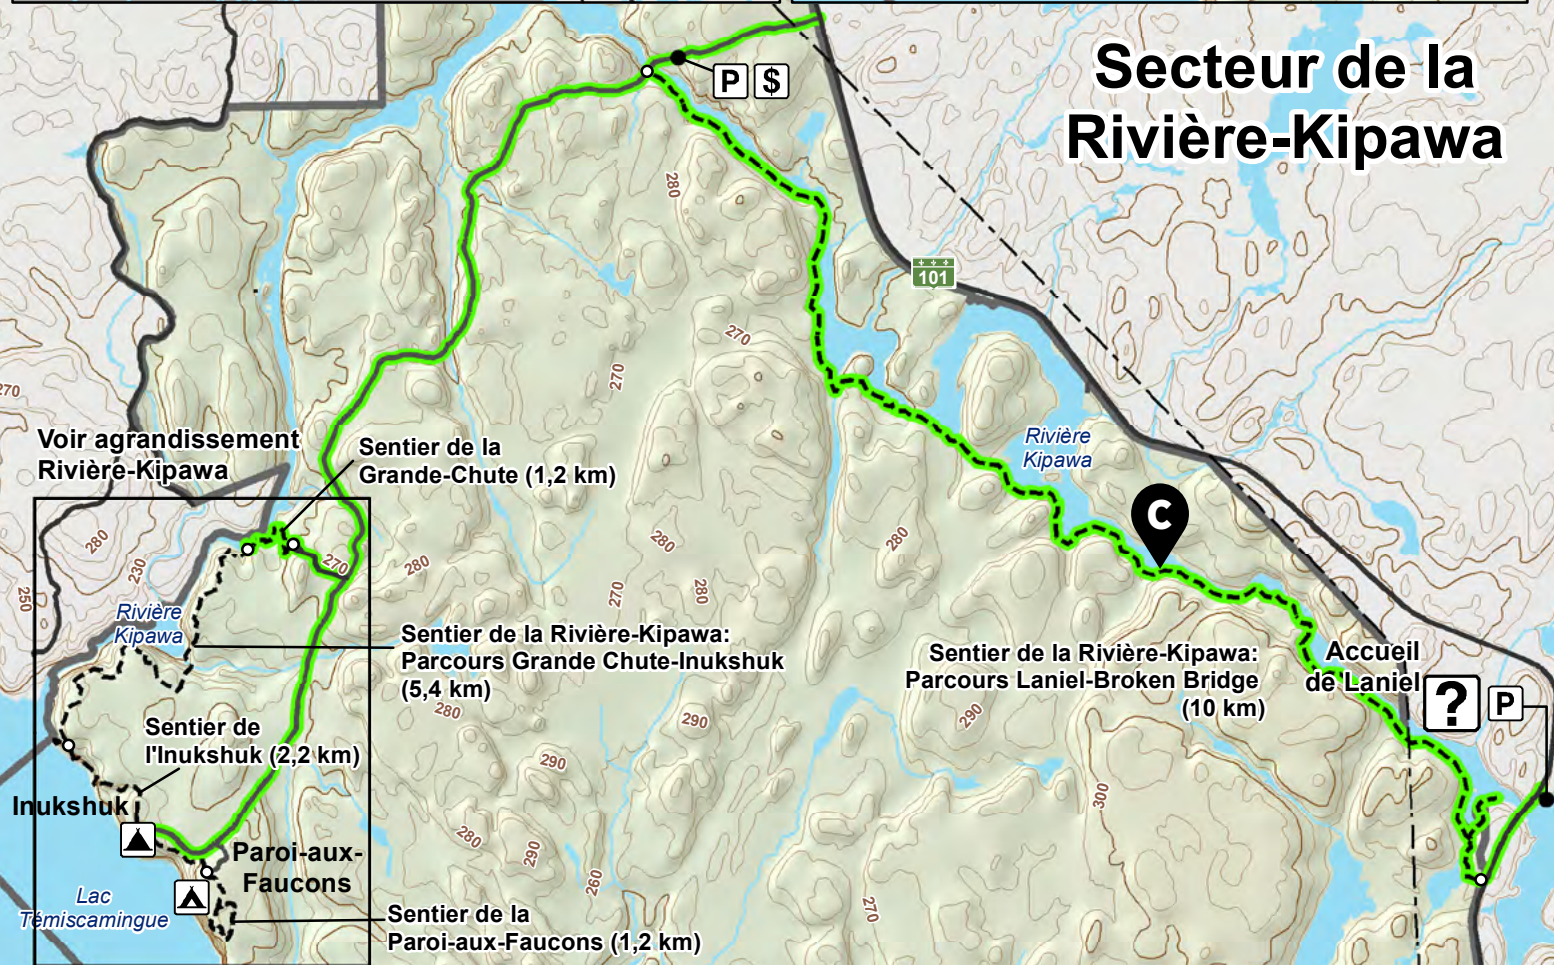 Secteur de la
Rivière-Kipawa
P $
101
280
270
270
270
Voir agrandissement
Rivière-Kipawa
Sentier de la
Grande-Chute (1,2 km)
Rivière
Kipawa
C
280
230
250
270
280
280
280
270
280
Rivière
Kipawa
Sentier de la Rivière-Kipawa:
Parcours Grande Chute-Inukshuk
(5,4 km)
Sentier de la Rivière-Kipawa:
Parcours Laniel-Broken Bridge
(10 km)
Accueil
de Laniel
? P
280
290
290
290
300
Sentier de
l'Inukshuk (2,2 km)
Inukshuk
280
290
260
270
Paroi-aux-
Faucons
Lac
Témiscamingue
Sentier de la
Paroi-aux-Faucons (1,2 km)